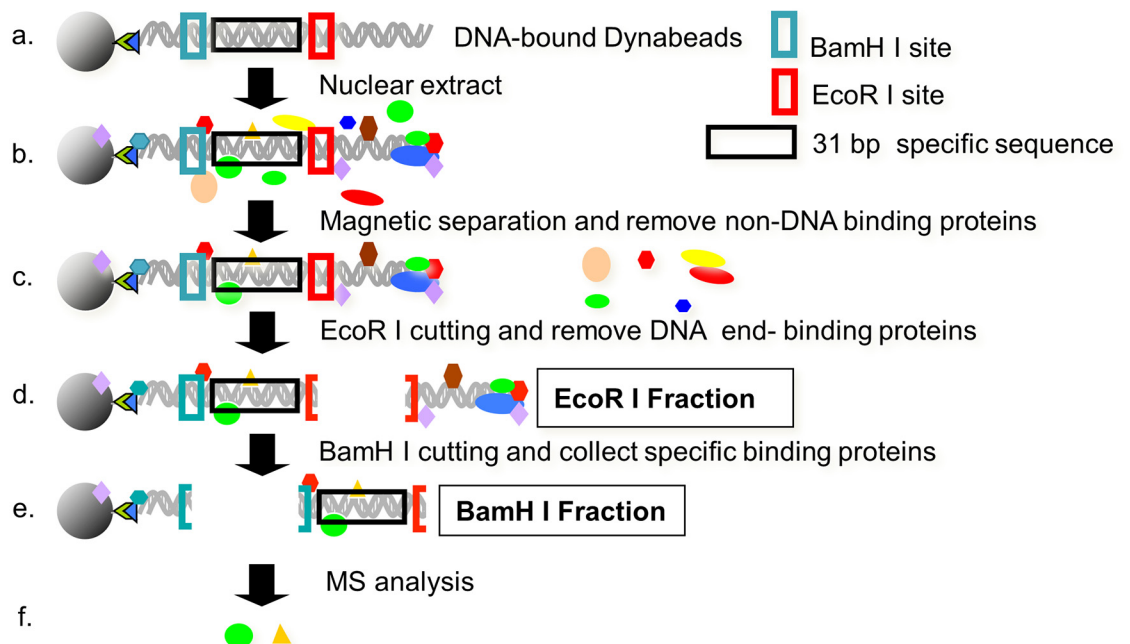 a.
DNA-bound Dynabeads
BamH I site
EcoR I site
31 bp specific sequence
Nuclear extract
b.
Magnetic separation and remove non-DNA binding proteins
c.
EcoR I cutting and remove DNA end- binding proteins
d.
EcoR I Fraction
BamH I cutting and collect specific binding proteins
e.
BamH I Fraction
MS analysis
f.